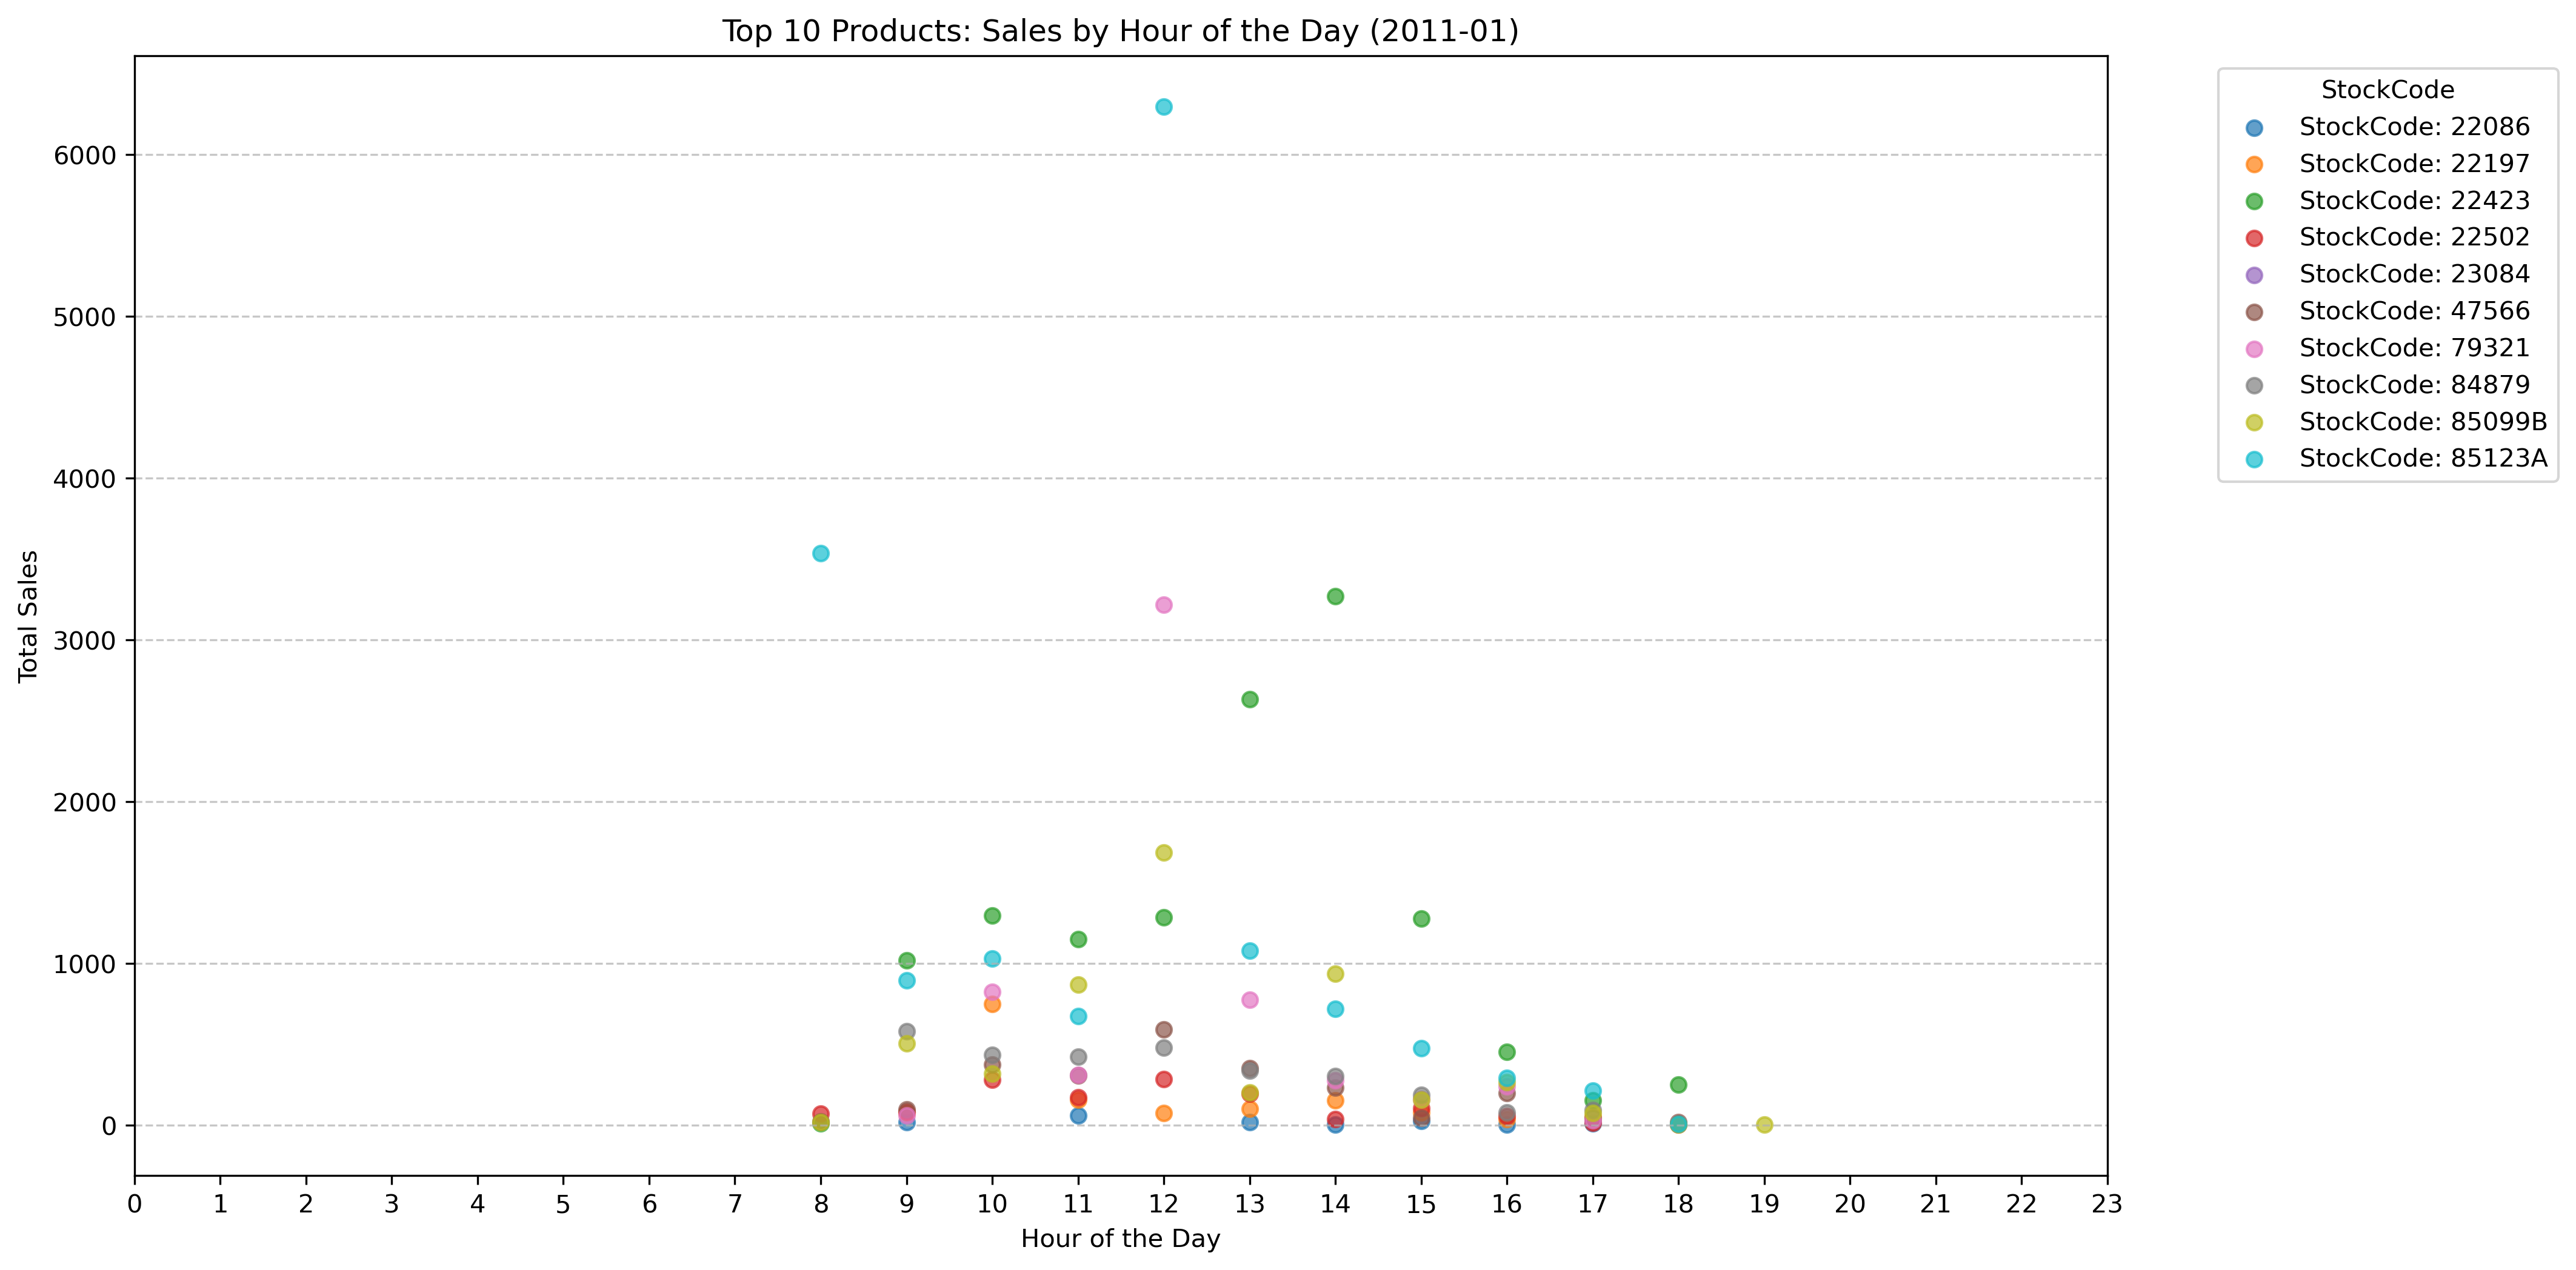 Top 10 Products: Sales by Hour of the Day (2011-01)
StockCode
StockCode: 22086
StockCode: 22197
StockCode: 22423
StockCode: 22502
StockCode: 23084
StockCode: 47566
StockCode: 79321
StockCode: 84879
StockCode: 85099B
StockCode: 85123A
Total Sales
6000
5000
4000
3000
2000
1000
0
0 1 2 3 4 5 6 7 8 9 10 11 12 13 14 15 16 17 18 19 20 21 22 23
Hour of the Day